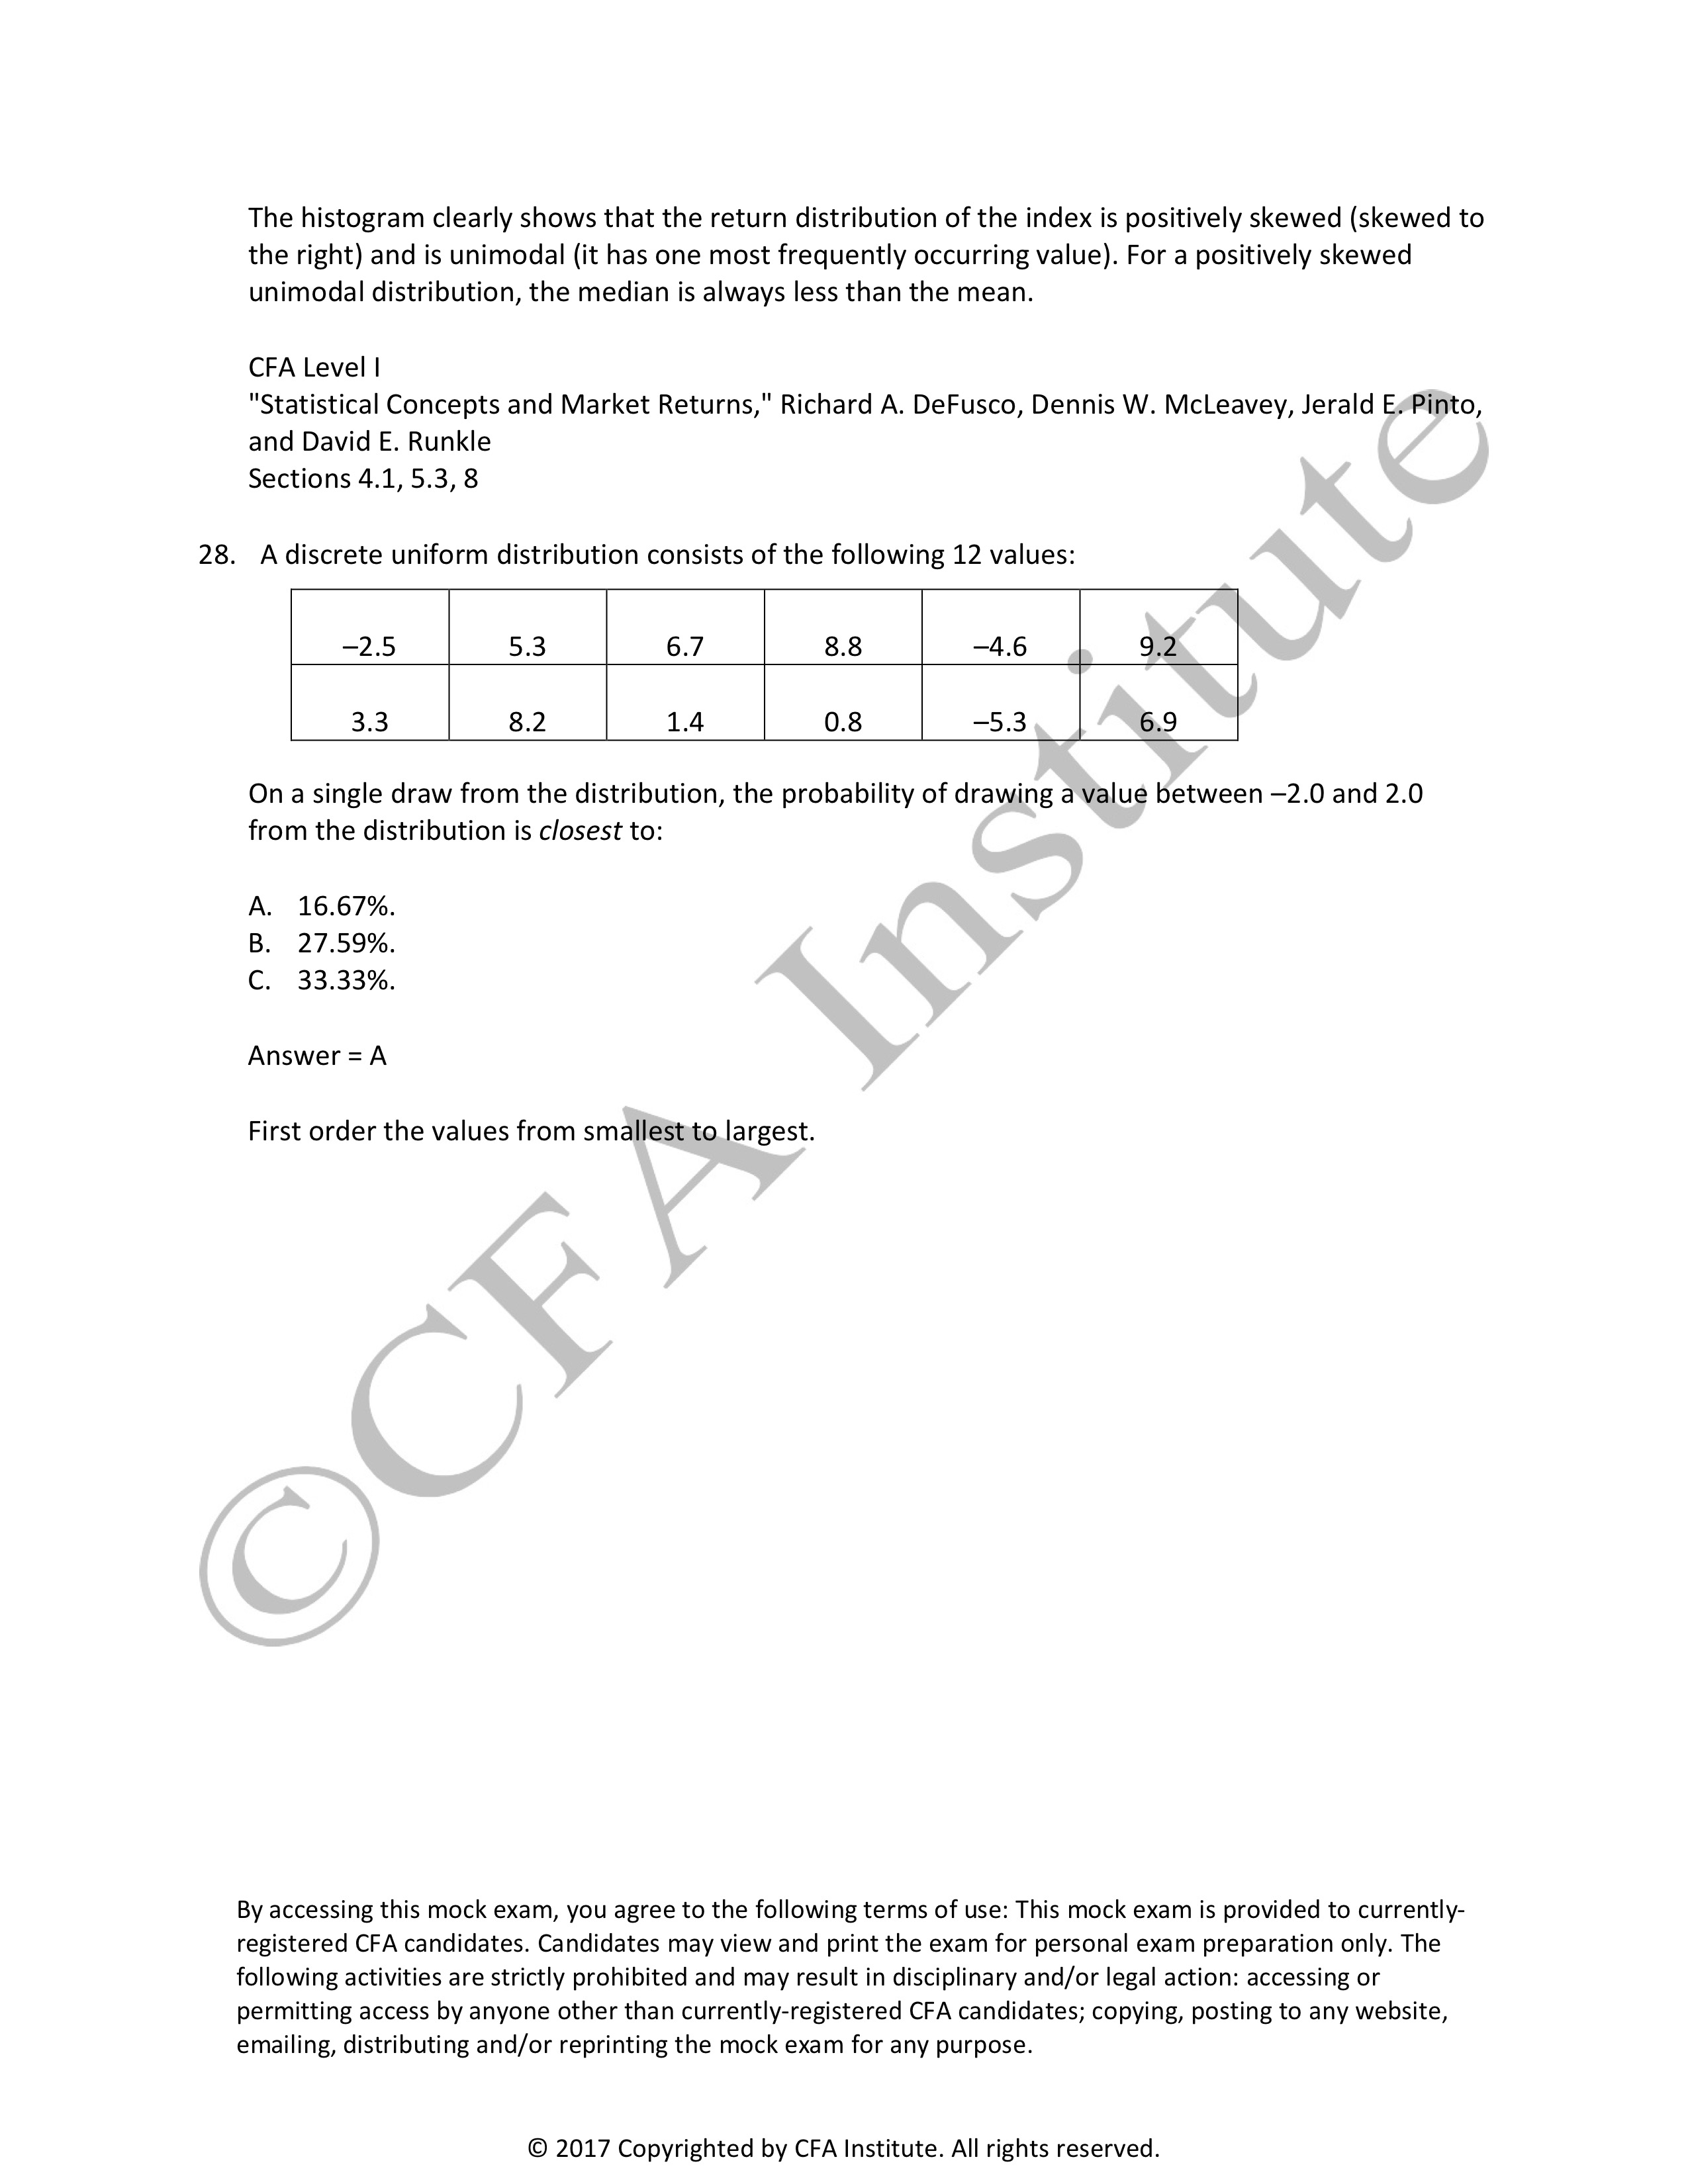 The histogram clearly shows that the return distribution of the index is positively skewed (skewed to
the right) and is unimodal (it has one most frequently occurring value). For a positively skewed
unimodal distribution, the median is always less than the mean.
CFA Level I
"Statistical Concepts and Market Returns," Richard A. DeFusco, Dennis W. McLeavey, Jerald E. Pinto,
and David E. Runkle
Sections 4.1, 5.3, 8
28. A discrete uniform distribution consists of the following 12 values:
–2.5 5.3 6.7 8.8 –4.6 9.2
3.3 8.2 1.4 0.8 –5.3 6.9
On a single draw from the distribution, the probability of drawing a value between –2.0 and 2.0
from the distribution is closest to:
A. 16.67%.
B. 27.59%.
C. 33.33%.
Answer = A
First order the values from smallest to largest.
©CFA Institute
By accessing this mock exam, you agree to the following terms of use: This mock exam is provided to currently-
registered CFA candidates. Candidates may view and print the exam for personal exam preparation only. The
following activities are strictly prohibited and may result in disciplinary and/or legal action: accessing or
permitting access by anyone other than currently-registered CFA candidates; copying, posting to any website,
emailing, distributing and/or reprinting the mock exam for any purpose.
© 2017 Copyrighted by CFA Institute. All rights reserved.